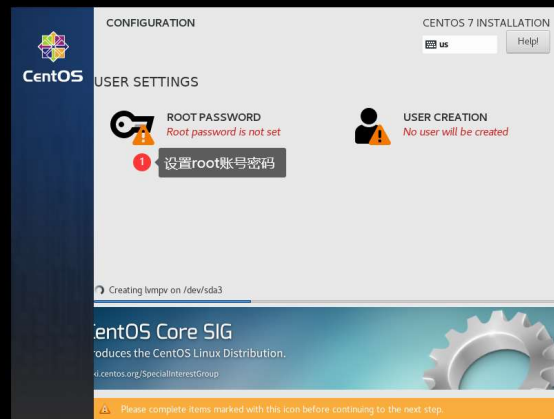 CONFIGURATION
CENTOS 7 INSTALLATION
us
Help!
CentOS
USER SETTINGS
ROOT PASSWORD
Root password is not set
USER CREATION
No user will be created
1 设置root账号密码
Creating lvmpv on /dev/sda3
entOS Core SIG
oduces the CentOS Linux Distribution.
ki.centos.org/SpecialInterestGroup
Please complete items marked with this icon before continuing to the next step.